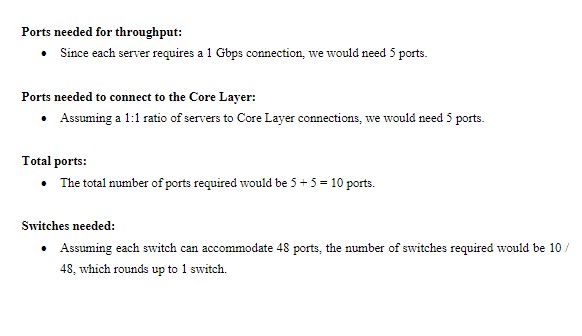 Ports needed for throughput:
• Since each server requires a 1 Gbps connection, we would need 5 ports.
Ports needed to connect to the Core Layer:
• Assuming a 1:1 ratio of servers to Core Layer connections, we would need 5 ports.
Total ports:
• The total number of ports required would be 5 + 5 = 10 ports.
Switches needed:
• Assuming each switch can accommodate 48 ports, the number of switches required would be 10 /
48, which rounds up to 1 switch.